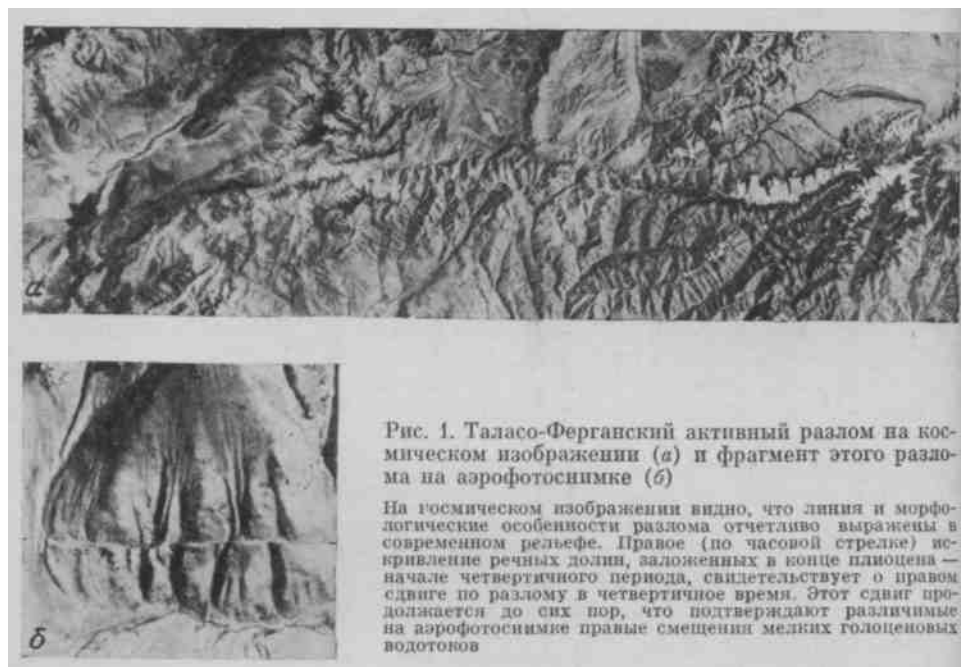 а
б
Рис. 1. Таласо-Ферганский активный разлом на кос-
мическом изображении (а) и фрагмент этого разло-
ма на аэрофотоснимке (б)
На космическом изображении видно, что линия и морфо-
логические особенности разлома отчетливо выражены в
современном рельефе. Правое (по часовой стрелке) ис-
кривление речных долин, заложенных в конце плиоцена —
начале четвертичного периода, свидетельствует о правом
сдвиге по разлому в четвертичное время. Этот сдвиг про-
должается до сих пор, что подтверждают различимые
на аэрофотоснимке правые смещения мелких голоценовых
водотоков